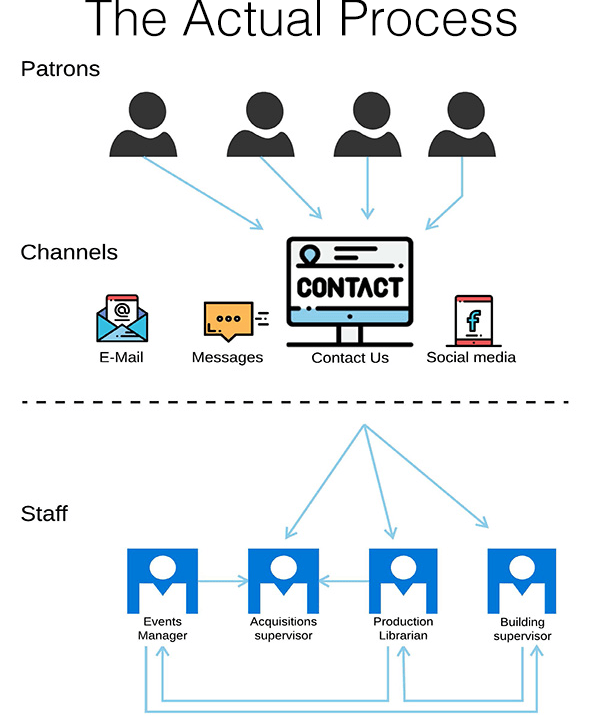 The Actual Process
Patrons
Channels
CONTACT
@
f
E-Mail
Messages
Contact Us
Social media
Staff
Events
Manager
Acquisitions
supervisor
Production
Librarian
Building
supervisor